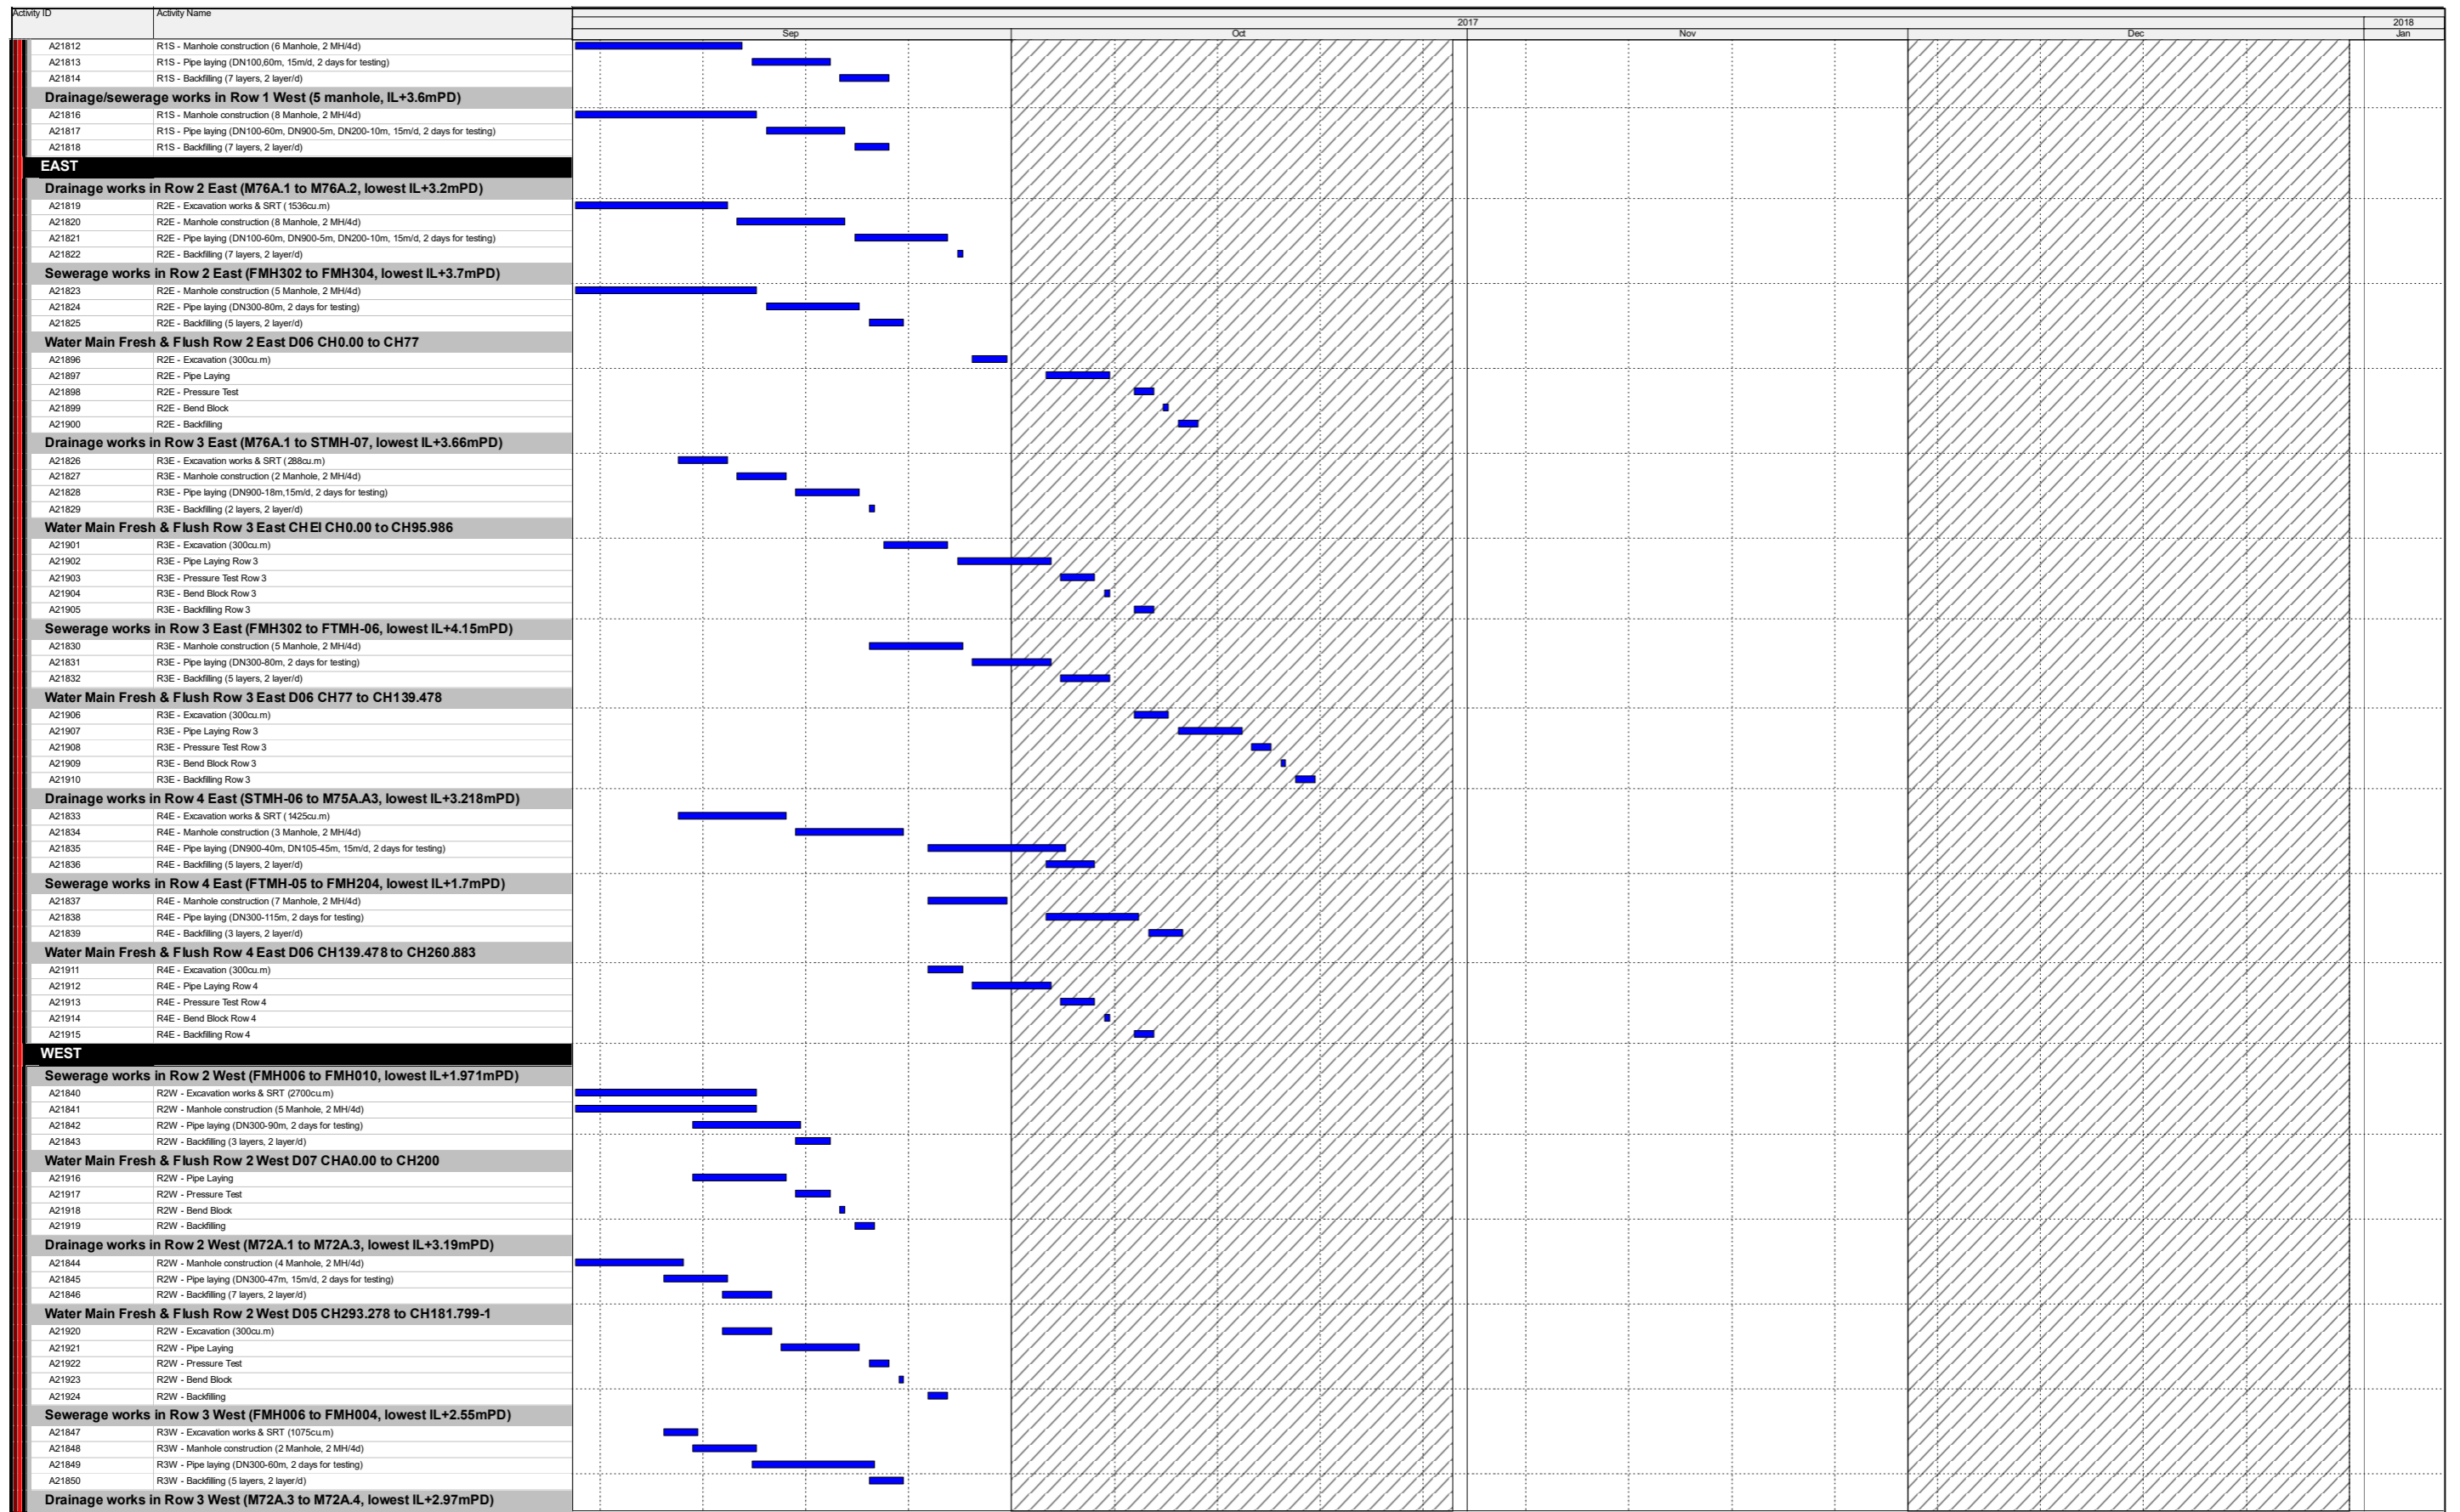 Activity ID Activity Name
2017 2018
Sep Oct Nov Dec Jan
A21812 R1S - Manhole construction (6 Manhole, 2 MH/4d)
A21813 R1S - Pipe laying (DN100,60m, 15m/d, 2 days for testing)
A21814 R1S - Backfilling (7 layers, 2 layer/d)
Drainage/sewerage works in Row 1 West (5 manhole, IL+3.6mPD)
A21816 R1S - Manhole construction (8 Manhole, 2 MH/4d)
A21817 R1S - Pipe laying (DN100-60m, DN900-5m, DN200-10m, 15m/d, 2 days for testing)
A21818 R1S - Backfilling (7 layers, 2 layer/d)
EAST
Drainage works in Row 2 East (M76A.1 to M76A.2, lowest IL+3.2mPD)
A21819 R2E - Excavation works & SRT (1536cu.m)
A21820 R2E - Manhole construction (8 Manhole, 2 MH/4d)
A21821 R2E - Pipe laying (DN100-60m, DN900-5m, DN200-10m, 15m/d, 2 days for testing)
A21822 R2E - Backfilling (7 layers, 2 layer/d)
Sewerage works in Row 2 East (FMH302 to FMH304, lowest IL+3.7mPD)
A21823 R2E - Manhole construction (5 Manhole, 2 MH/4d)
A21824 R2E - Pipe laying (DN300-80m, 2 days for testing)
A21825 R2E - Backfilling (5 layers, 2 layer/d)
Water Main Fresh & Flush Row 2 East D06 CH0.00 to CH77
A21896 R2E - Excavation (300cu.m)
A21897 R2E - Pipe Laying
A21898 R2E - Pressure Test
A21899 R2E - Bend Block
A21900 R2E - Backfilling
Drainage works in Row 3 East (M76A.1 to STMH-07, lowest IL+3.66mPD)
A21826 R3E - Excavation works & SRT (288cu.m)
A21827 R3E - Manhole construction (2 Manhole, 2 MH/4d)
A21828 R3E - Pipe laying (DN900-18m,15m/d, 2 days for testing)
A21829 R3E - Backfilling (2 layers, 2 layer/d)
Water Main Fresh & Flush Row 3 East CHEI CH0.00 to CH95.986
A21901 R3E - Excavation (300cu.m)
A21902 R3E - Pipe Laying Row 3
A21903 R3E - Pressure Test Row 3
A21904 R3E - Bend Block Row 3
A21905 R3E - Backfilling Row 3
Sewerage works in Row 3 East (FMH302 to FTMH-06, lowest IL+4.15mPD)
A21830 R3E - Manhole construction (5 Manhole, 2 MH/4d)
A21831 R3E - Pipe laying (DN300-80m, 2 days for testing)
A21832 R3E - Backfilling (5 layers, 2 layer/d)
Water Main Fresh & Flush Row 3 East D06 CH77 to CH139.478
A21906 R3E - Excavation (300cu.m)
A21907 R3E - Pipe Laying Row 3
A21908 R3E - Pressure Test Row 3
A21909 R3E - Bend Block Row 3
A21910 R3E - Backfilling Row 3
Drainage works in Row 4 East (STMH-06 to M75A.A3, lowest IL+3.218mPD)
A21833 R4E - Excavation works & SRT (1425cu.m)
A21834 R4E - Manhole construction (3 Manhole, 2 MH/4d)
A21835 R4E - Pipe laying (DN900-40m, DN105-45m, 15m/d, 2 days for testing)
A21836 R4E - Backfilling (5 layers, 2 layer/d)
Sewerage works in Row 4 East (FTMH-05 to FMH204, lowest IL+1.7mPD)
A21837 R4E - Manhole construction (7 Manhole, 2 MH/4d)
A21838 R4E - Pipe laying (DN300-115m, 2 days for testing)
A21839 R4E - Backfilling (3 layers, 2 layer/d)
Water Main Fresh & Flush Row 4 East D06 CH139.478 to CH260.883
A21911 R4E - Excavation (300cu.m)
A21912 R4E - Pipe Laying Row 4
A21913 R4E - Pressure Test Row 4
A21914 R4E - Bend Block Row 4
A21915 R4E - Backfilling Row 4
WEST
Sewerage works in Row 2 West (FMH006 to FMH010, lowest IL+1.971mPD)
A21840 R2W - Excavation works & SRT (2700cu.m)
A21841 R2W - Manhole construction (5 Manhole, 2 MH/4d)
A21842 R2W - Pipe laying (DN300-90m, 2 days for testing)
A21843 R2W - Backfilling (3 layers, 2 layer/d)
Water Main Fresh & Flush Row 2 West D07 CHA0.00 to CH200
A21916 R2W - Pipe Laying
A21917 R2W - Pressure Test
A21918 R2W - Bend Block
A21919 R2W - Backfilling
Drainage works in Row 2 West (M72A.1 to M72A.3, lowest IL+3.19mPD)
A21844 R2W - Manhole construction (4 Manhole, 2 MH/4d)
A21845 R2W - Pipe laying (DN300-47m, 15m/d, 2 days for testing)
A21846 R2W - Backfilling (7 layers, 2 layer/d)
Water Main Fresh & Flush Row 2 West D05 CH293.278 to CH181.799-1
A21920 R2W - Excavation (300cu.m)
A21921 R2W - Pipe Laying
A21922 R2W - Pressure Test
A21923 R2W - Bend Block
A21924 R2W - Backfilling
Sewerage works in Row 3 West (FMH006 to FMH004, lowest IL+2.55mPD)
A21847 R3W - Excavation works & SRT (1075cu.m)
A21848 R3W - Manhole construction (2 Manhole, 2 MH/4d)
A21849 R3W - Pipe laying (DN300-60m, 2 days for testing)
A21850 R3W - Backfilling (5 layers, 2 layer/d)
Drainage works in Row 3 West (M72A.3 to M72A.4, lowest IL+2.97mPD)